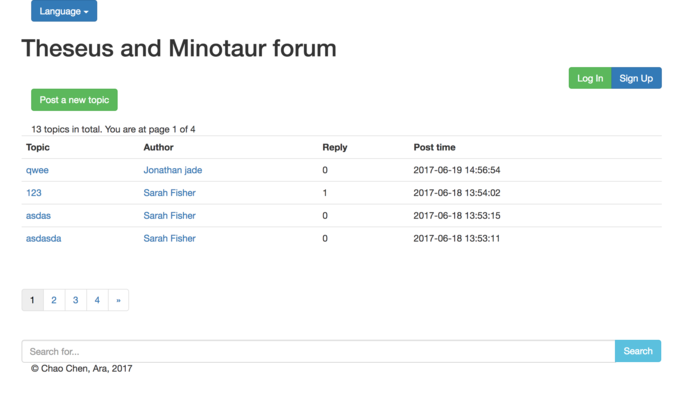 Language
Theseus and Minotaur forum
Log In Sign Up
Post a new topic
13 topics in total. You are at page 1 of 4
Topic Author Reply Post time
qwee Jonathan jade 0 2017-06-19 14:56:54
123 Sarah Fisher 1 2017-06-18 13:54:02
asdas Sarah Fisher 0 2017-06-18 13:53:15
asdasda Sarah Fisher 0 2017-06-18 13:53:11
1 2 3 4 »
Search for... Search
© Chao Chen, Ara, 2017